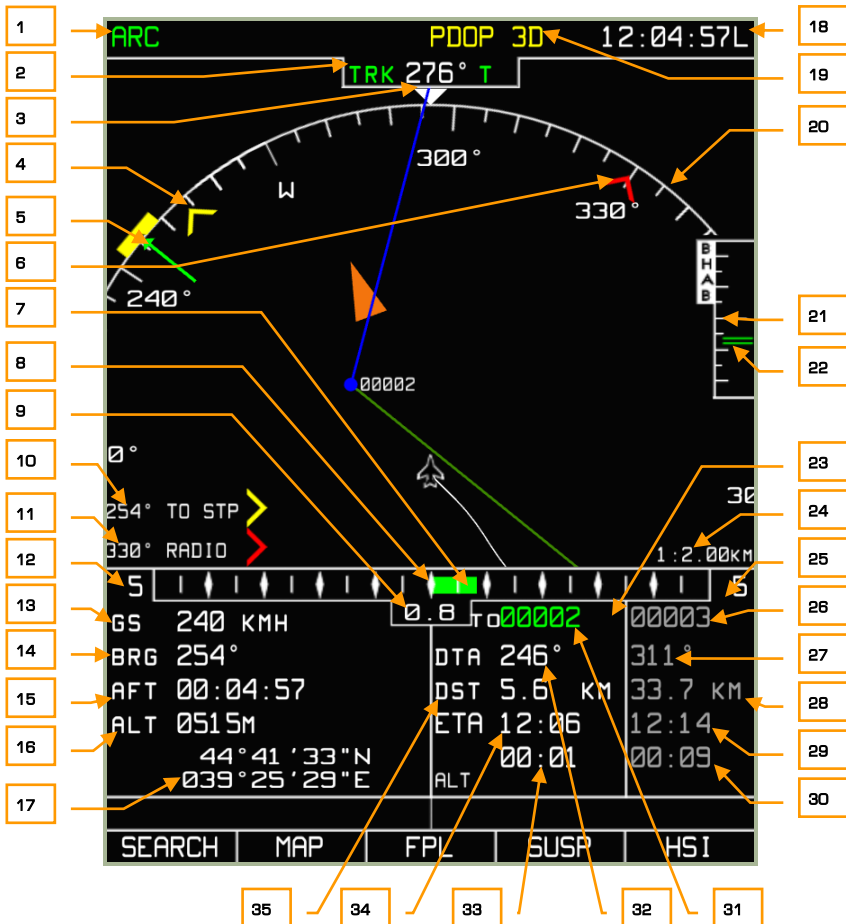 1
ARC
PDOP 3D
12:04:57L
18
2
TRK 276° T
19
3
300°
20
4
W
5
330°
6
240°
BHAB
7
21
8
22
9
00002
10
0°
23
254° TO STP
30
11
330° RADIO
24
1:2.00KM
12
5
5
25
0.8
13
GS 240 KMH
TO00002
00003
26
14
BRG 254°
DTA 246°
311°
27
15
AFT 00:04:57
DST 5.6 KM
33.7 KM
28
16
ALT 0515M
ETA 12:06
12:14
29
44°41'33"N
00:01
00:09
17
039°25'29"E
ALT
30
SEARCH
MAP
FPL
SUSP
HSI
35
34
33
32
31